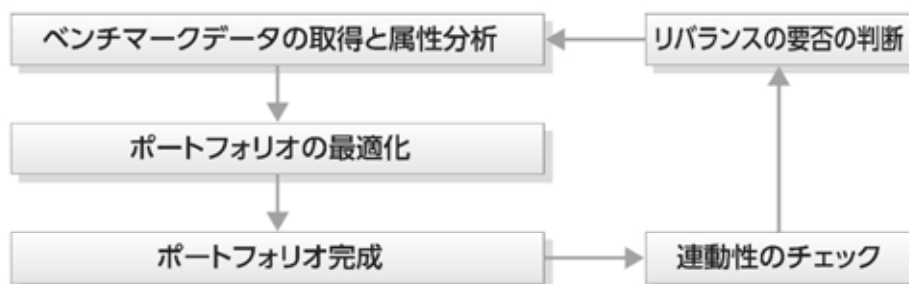 ベンチマークデータの取得と属性分析
リバランスの要否の判断
ポートフォリオの最適化
ポートフォリオ完成
連動性のチェック